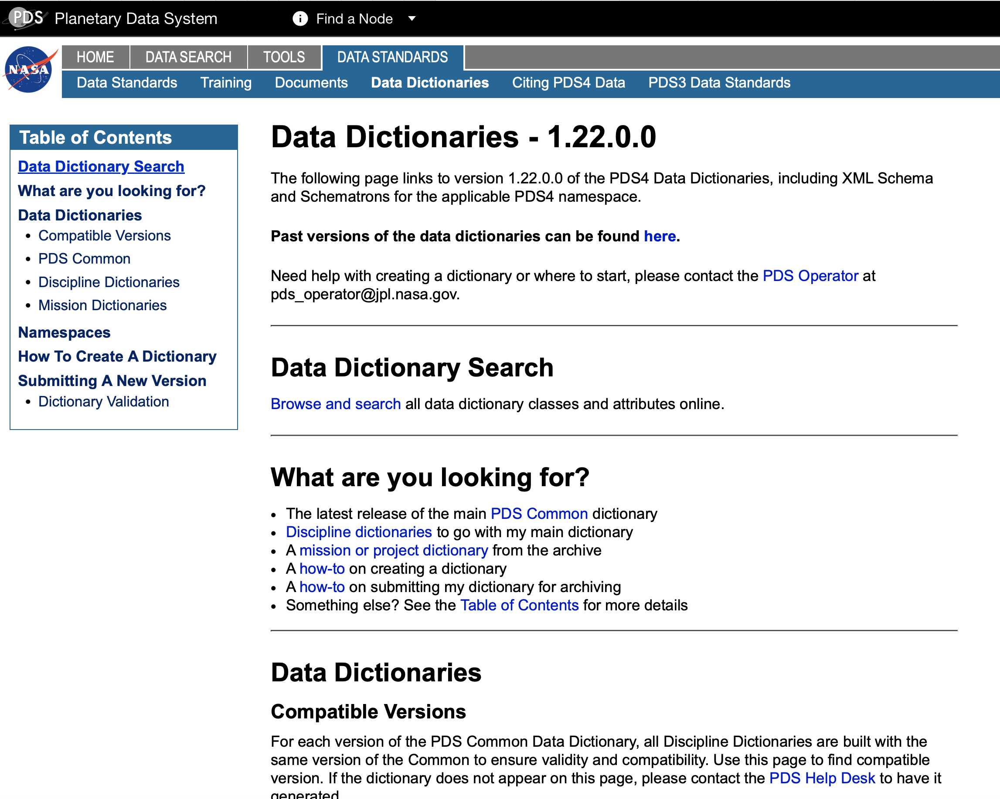 PDS Planetary Data System
Find a Node
NASA
HOME
DATA SEARCH
TOOLS
DATA STANDARDS
Data Standards
Training
Documents
Data Dictionaries
Citing PDS4 Data
PDS3 Data Standards
Table of Contents
Data Dictionary Search
What are you looking for?
Data Dictionaries
• Compatible Versions
• PDS Common
• Discipline Dictionaries
• Mission Dictionaries
Namespaces
How To Create A Dictionary
Submitting A New Version
• Dictionary Validation
Data Dictionaries - 1.22.0.0
The following page links to version 1.22.0.0 of the PDS4 Data Dictionaries, including XML Schema
and Schematrons for the applicable PDS4 namespace.
Past versions of the data dictionaries can be found here.
Need help with creating a dictionary or where to start, please contact the PDS Operator at
pds_operator@jpl.nasa.gov.
Data Dictionary Search
Browse and search all data dictionary classes and attributes online.
What are you looking for?
• The latest release of the main PDS Common dictionary
• Discipline dictionaries to go with my main dictionary
• A mission or project dictionary from the archive
• A how-to on creating a dictionary
• A how-to on submitting my dictionary for archiving
• Something else? See the Table of Contents for more details
Data Dictionaries
Compatible Versions
For each version of the PDS Common Data Dictionary, all Discipline Dictionaries are built with the
same version of the Common to ensure validity and compatibility. Use this page to find compatible
version. If the dictionary does not appear on this page, please contact the PDS Help Desk to have it
generated